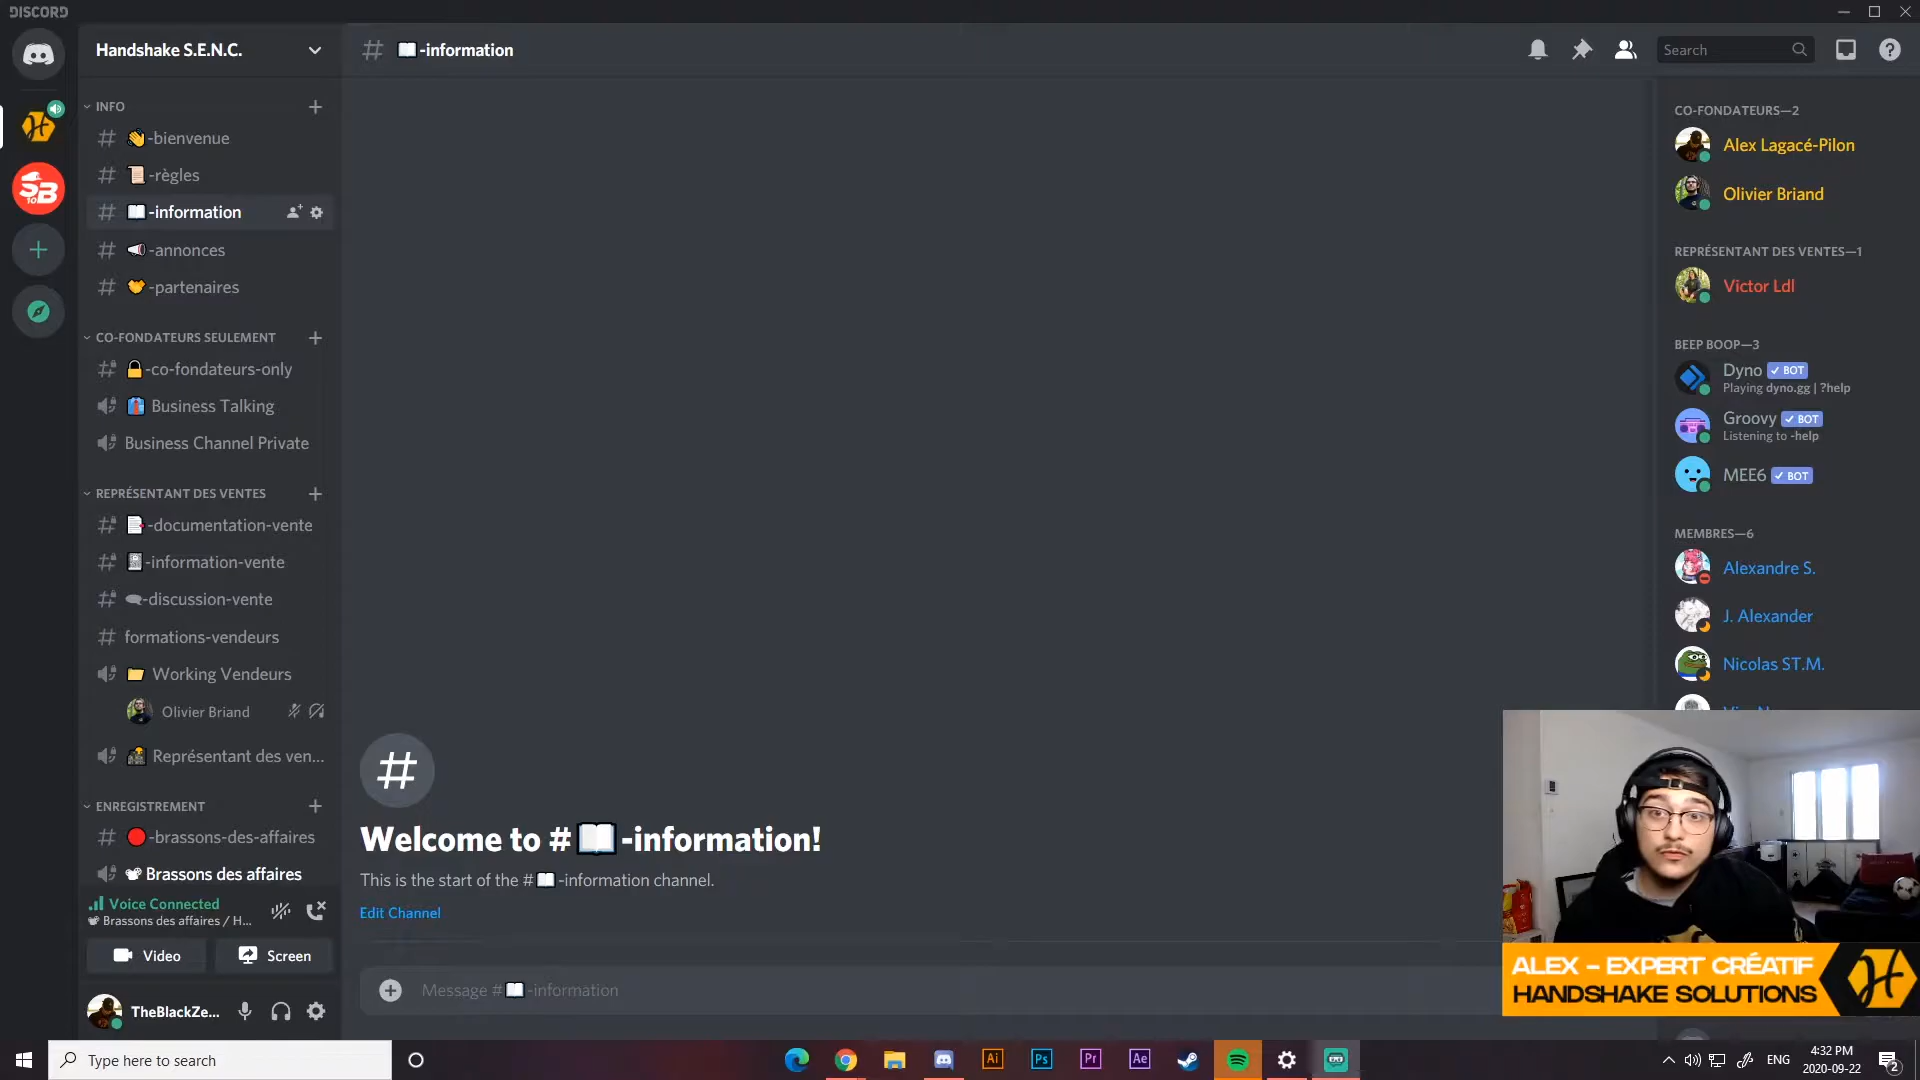 DISCORD
Handshake S.E.N.C.
-information
Search
INFO
-bienvenue
-règles
-information
-annonces
-partenaires
CO-FONDATEURS SEULEMENT
-co-fondateurs-only
Business Talking
Business Channel Private
REPRÉSENTANT DES VENTES
-documentation-vente
-information-vente
-discussion-vente
formations-vendeurs
Working Vendeurs
Olivier Briand
Représentant des ven...
ENREGISTREMENT
-brassons-des-affaires
Brassons des affaires
Voice Connected
Brassons des affaires / H...
Video
Screen
TheBlackZe...
Welcome to # -information!
This is the start of the # -information channel.
Edit Channel
Message # -information
CO-FONDATEURS—2
Alex Lagacé-Pilon
Olivier Briand
REPRÉSENTANT DES VENTES—1
Victor Ldl
BEEP BOOP—3
Dyno BOT
Playing dyno.gg | ?help
Groovy BOT
Listening to -help
MEE6 BOT
MEMBRES—6
Alexandre S.
J. Alexander
Nicolas ST.M.
ALEX - EXPERT CRÉATIF
HANDSHAKE SOLUTIONS
Type here to search
Ai
Ps
Pr
Ae
ENG
4:32 PM
2020-09-22
2